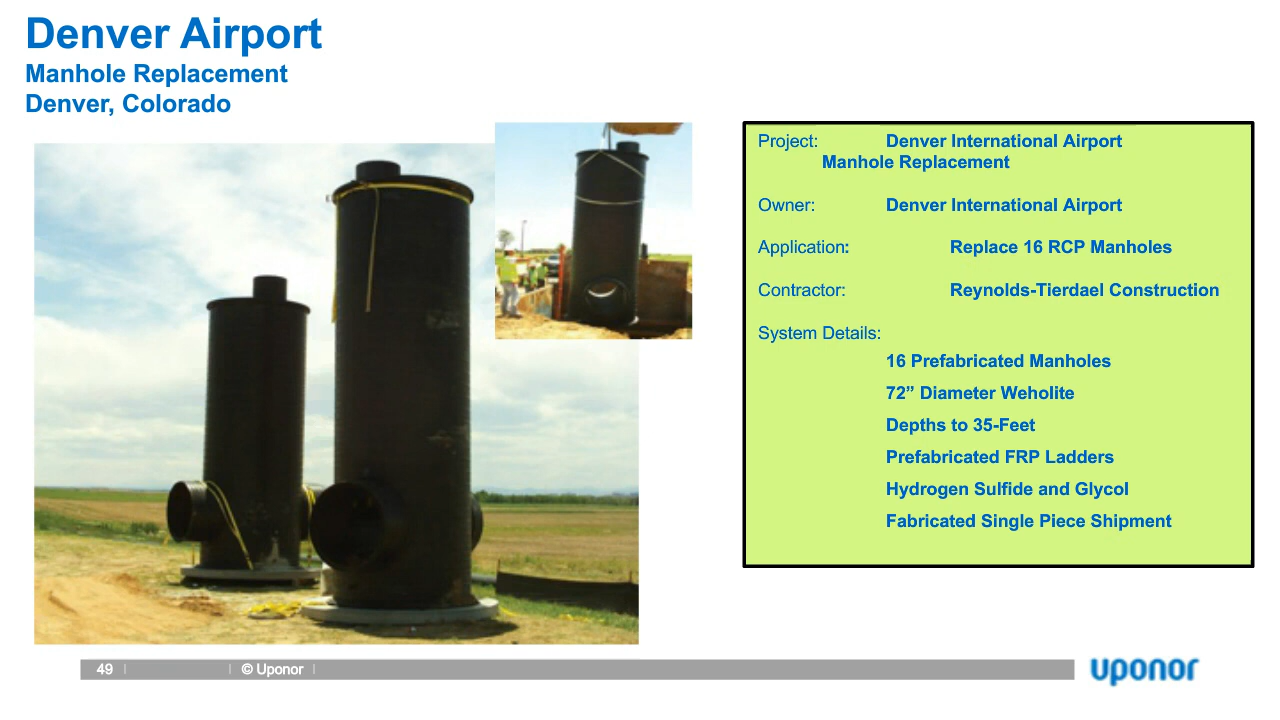 Denver Airport
Manhole Replacement
Denver, Colorado
Project: Denver International Airport
Manhole Replacement
Owner: Denver International Airport
Application: Replace 16 RCP Manholes
Contractor: Reynolds-Tierdael Construction
System Details:
16 Prefabricated Manholes
72” Diameter Weholite
Depths to 35-Feet
Prefabricated FRP Ladders
Hydrogen Sulfide and Glycol
Fabricated Single Piece Shipment
49 | | © Uponor |
uponor